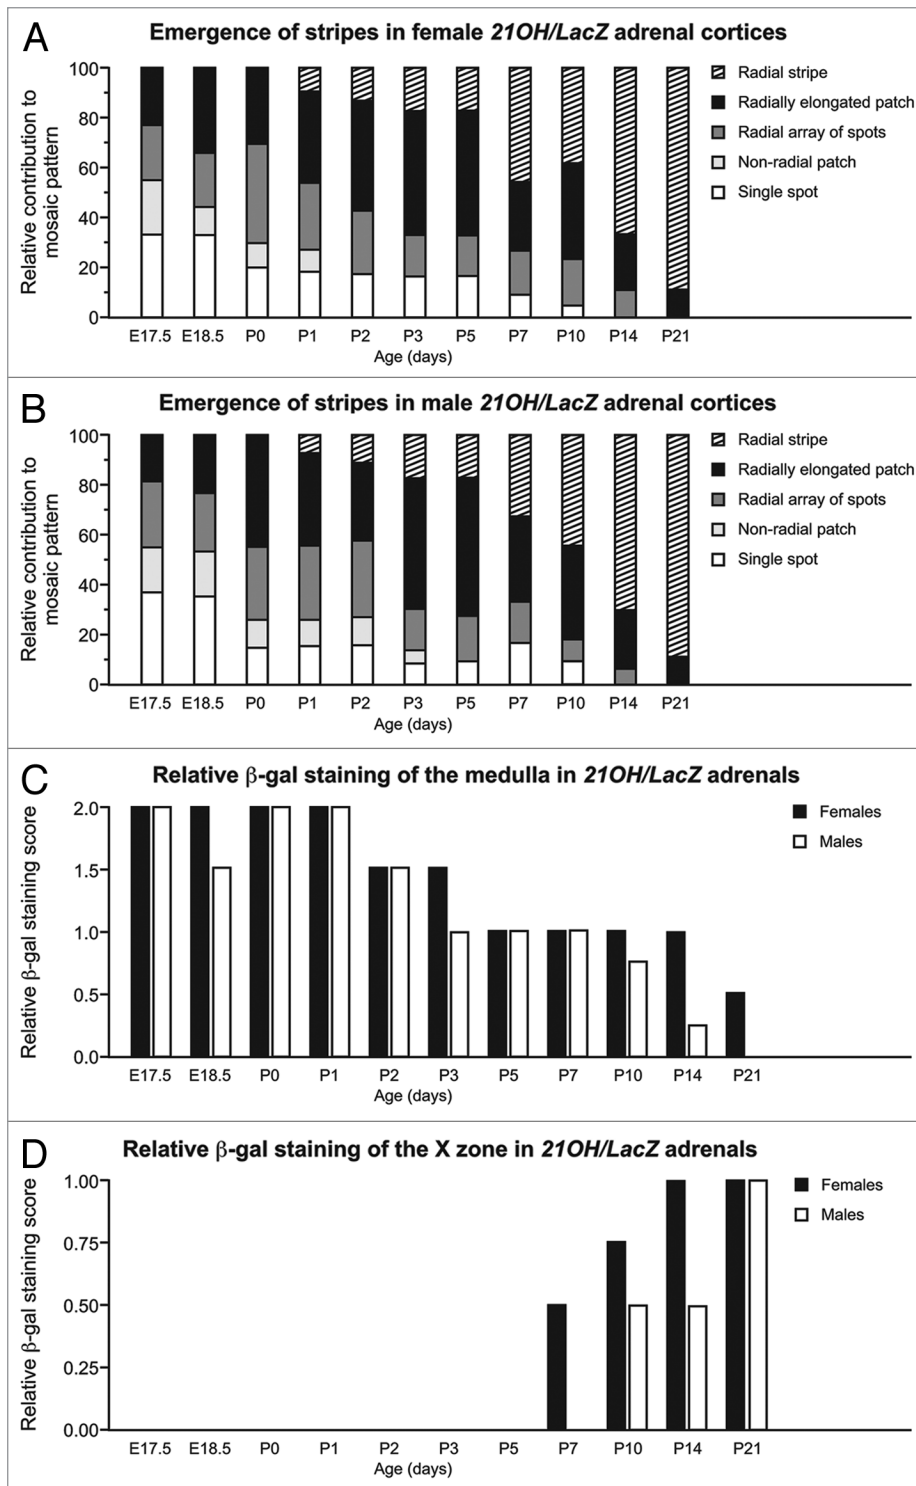 A
Emergence of stripes in female 21OH/LacZ adrenal cortices
Relative contribution to
mosaic pattern
100
80
60
40
20
0
Radial stripe
Radially elongated patch
Radial array of spots
Non-radial patch
Single spot
E17.5 E18.5 P0 P1 P2 P3 P5 P7 P10 P14 P21
Age (days)
B
Emergence of stripes in male 21OH/LacZ adrenal cortices
Relative contribution to
mosaic pattern
100
80
60
40
20
0
Radial stripe
Radially elongated patch
Radial array of spots
Non-radial patch
Single spot
E17.5 E18.5 P0 P1 P2 P3 P5 P7 P10 P14 P21
Age (days)
C
Relative β-gal staining of the medulla in 21OH/LacZ adrenals
Relative β-gal staining score
2.0
1.5
1.0
0.5
0.0
Females
Males
E17.5 E18.5 P0 P1 P2 P3 P5 P7 P10 P14 P21
Age (days)
D
Relative β-gal staining of the X zone in 21OH/LacZ adrenals
Relative β-gal staining score
1.00
0.75
0.50
0.25
0.00
Females
Males
E17.5 E18.5 P0 P1 P2 P3 P5 P7 P10 P14 P21
Age (days)